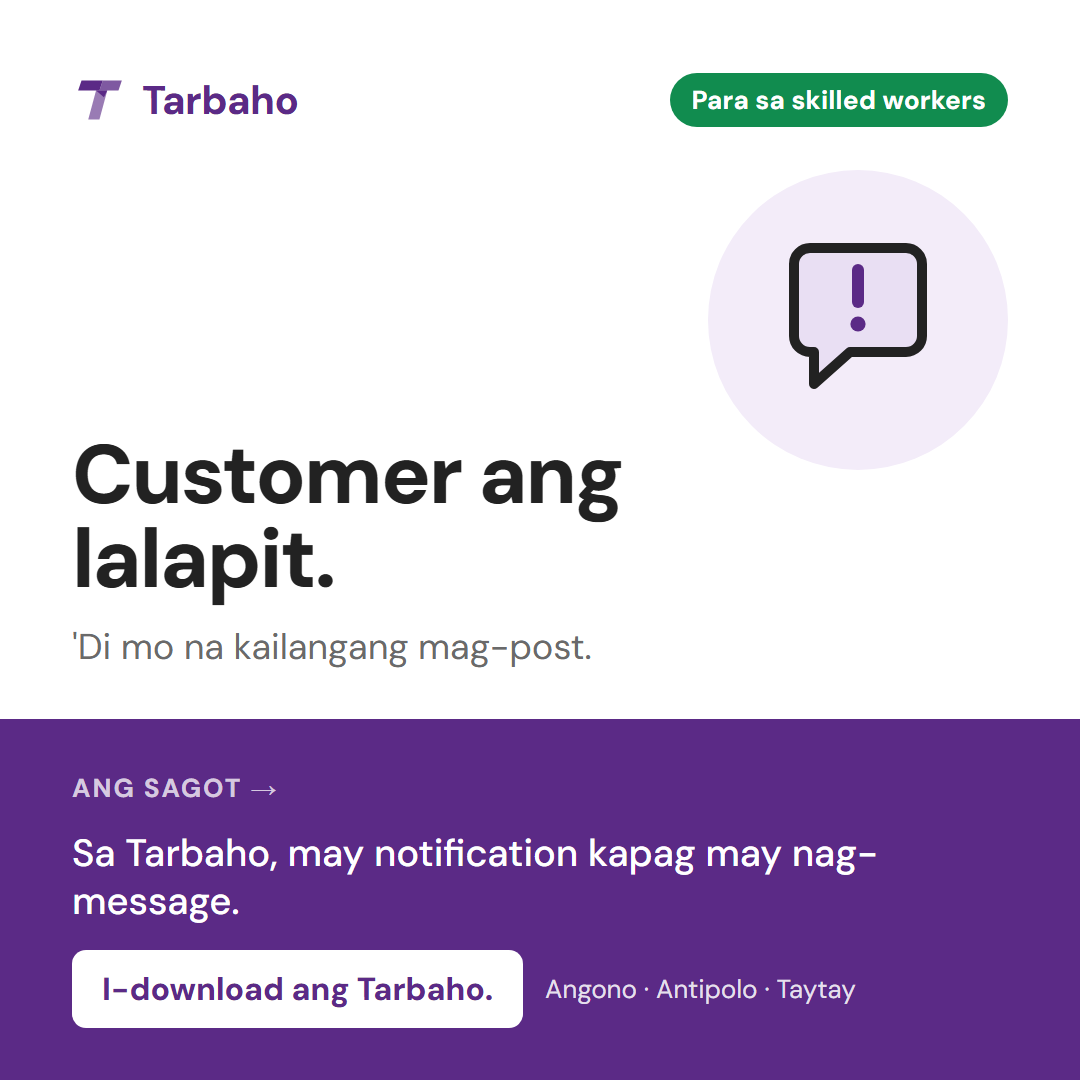 Tarbaho
Para sa skilled workers
Customer ang
lalapit.
'Di mo na kailangang mag-post.
ANG SAGOT →
Sa Tarbaho, may notification kapag may nag-
message.
I-download ang Tarbaho.
Angono · Antipolo · Taytay